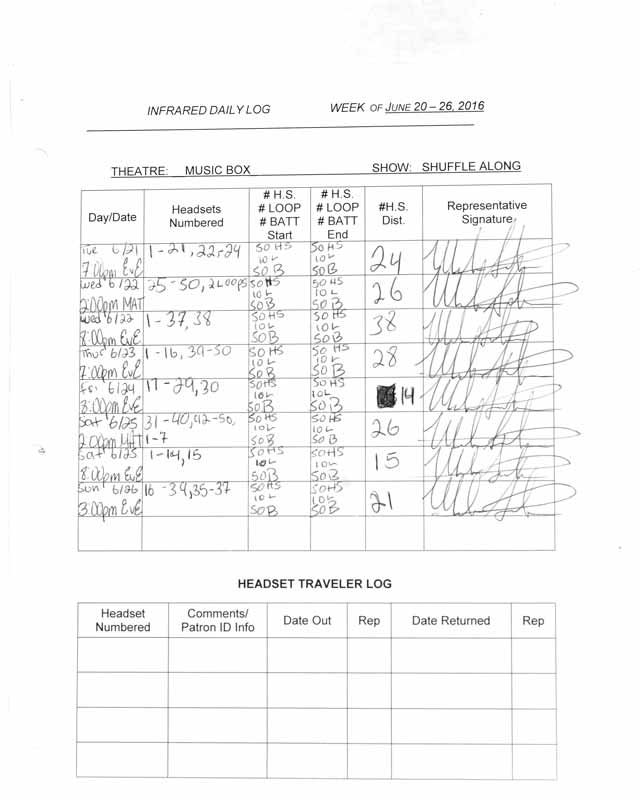 INFRARED DAILY LOG WEEK OF JUNE 20 – 26, 2016
THEATRE: MUSIC BOX SHOW: SHUFFLE ALONG
Day/Date Headsets Numbered # H.S. # LOOP # BATT Start # H.S. # LOOP # BATT End #H.S. Dist. Representative Signature
Tue 6/21 1-21, 22-24 50 HS 50 HS 24
10 L 10 L
7:00pm EvE 50 B 50 B
Wed 6/22 25-50, 2 LOOPS 50 HS 50 HS 26
10 L 10 L
2:00pm MAT 50 B 50 B
Wed 6/22 1-37, 38 50 HS 50 HS 38
10 L 10 L
8:00pm EvE 50 B 50 B
Thur 6/23 1-16, 39-50 50 HS 50 HS 28
10 L 10 L
7:00pm EvE 50 B 50 B
Fri 6/24 17-29, 30 50 HS 50 HS 14
10 L 10 L
8:00pm EvE 50 B 50 B
Sat 6/25 31-40, 42-50, 50 HS 50 HS 26
10 L 10 L
2:00pm MAT 1-7 50 B 50 B
Sat 6/25 1-14, 15 50 HS 50 HS 15
10 L 10 L
8:00pm EvE 50 B 50 B
Sun 6/26 16-34, 35-37 50 HS 50 HS 21
10 L 10 L
3:00pm EvE 50 B 50 B
HEADSET TRAVELER LOG
Headset Numbered Comments/ Patron ID Info Date Out Rep Date Returned Rep